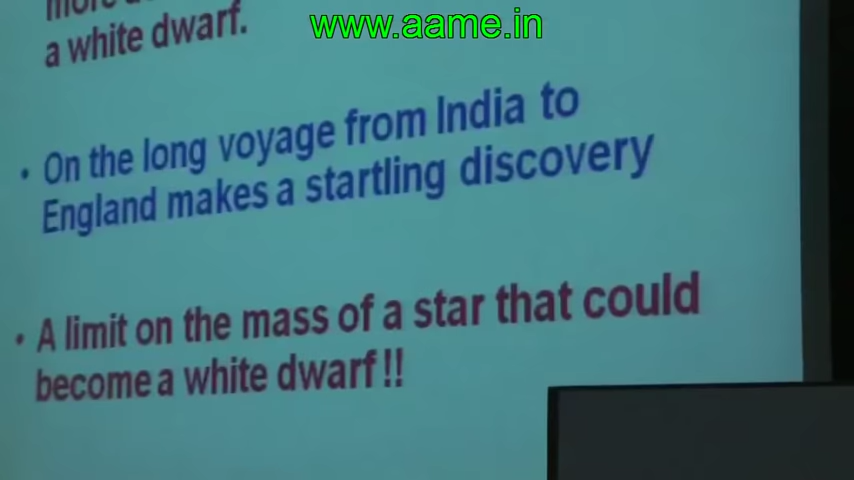 www.aame.in
more
a white dwarf.
• On the long voyage from India to
England makes a startling discovery
• A limit on the mass of a star that could
become a white dwarf!!